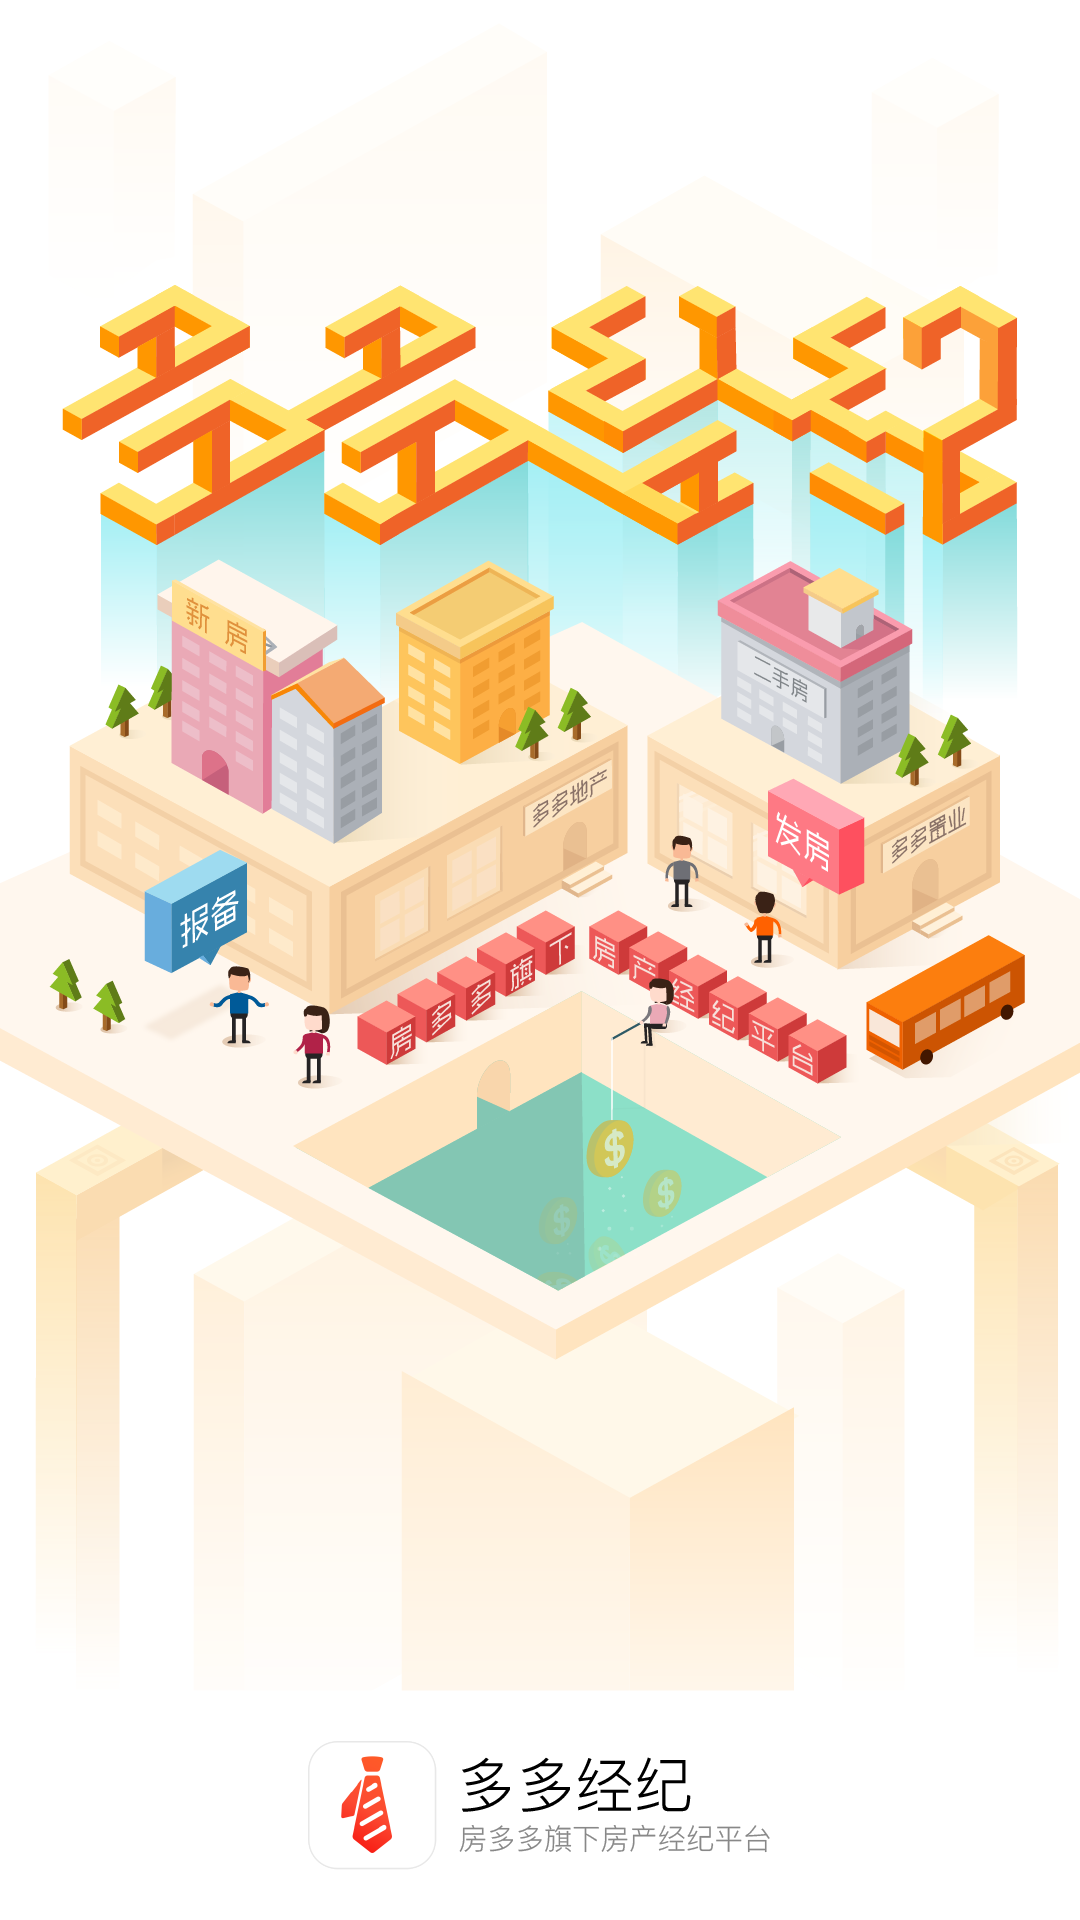 多多经纪
新房
二手房
多多地产
发房
多多置业
报备
房多多旗下
房产经纪平台
$
$
$
多多经纪
房多多旗下房产经纪平台